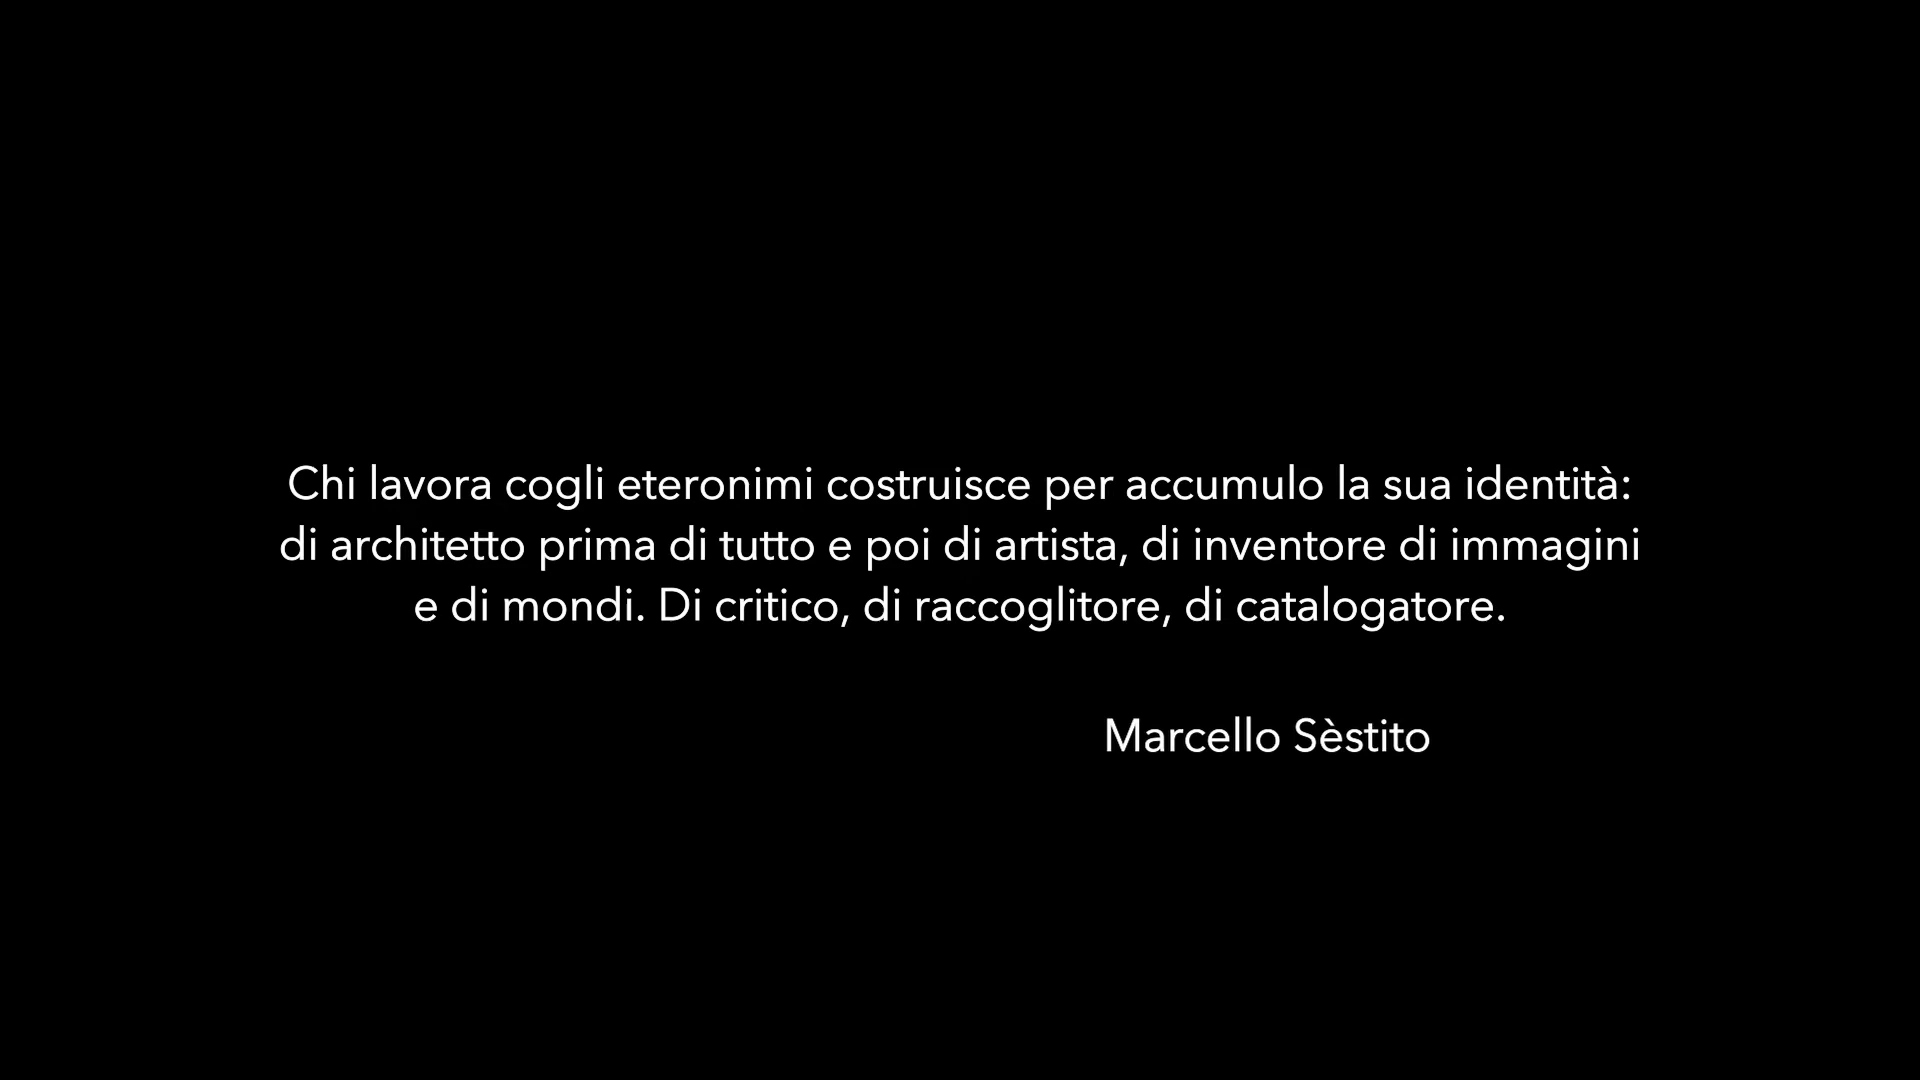 Chi lavora cogli eteronimi costruisce per accumulo la sua identità:
di architetto prima di tutto e poi di artista, di inventore di immagini
e di mondi. Di critico, di raccoglitore, di catalogatore.
Marcello Sèstito